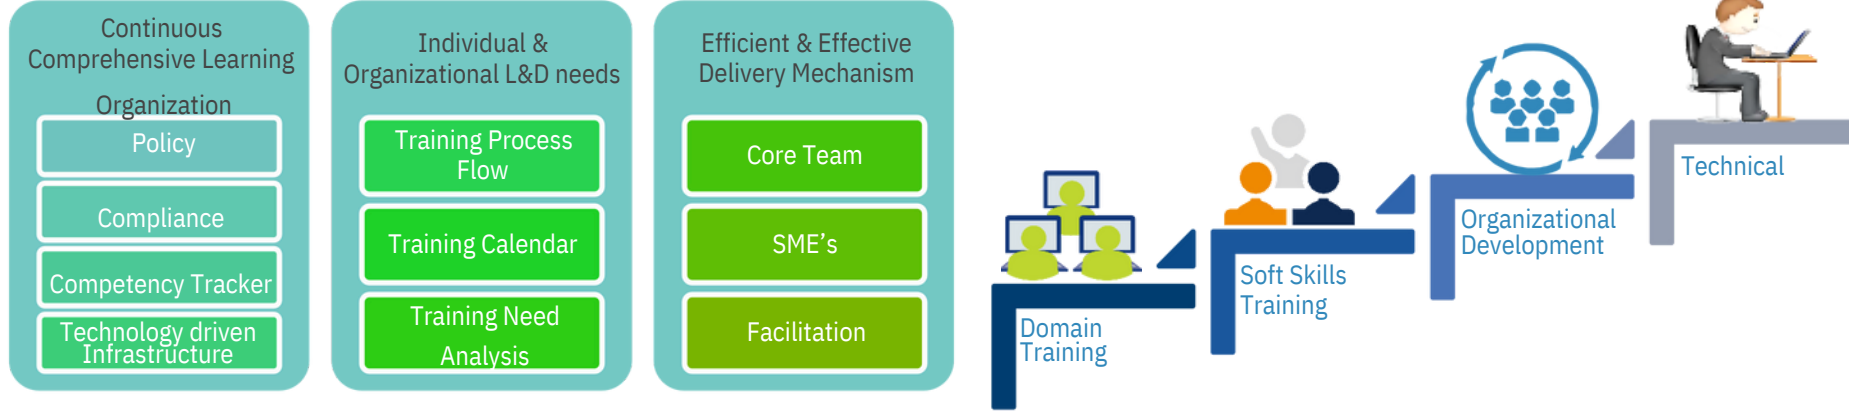 Continuous
Comprehensive Learning
Organization
Policy
Compliance
Competency Tracker
Technology driven
Infrastructure
Individual &
Organizational L&D needs
Training Process
Flow
Training Calendar
Training Need
Analysis
Efficient & Effective
Delivery Mechanism
Core Team
SME’s
Facilitation
Domain
Training
Soft Skills
Training
Organizational
Development
Technical